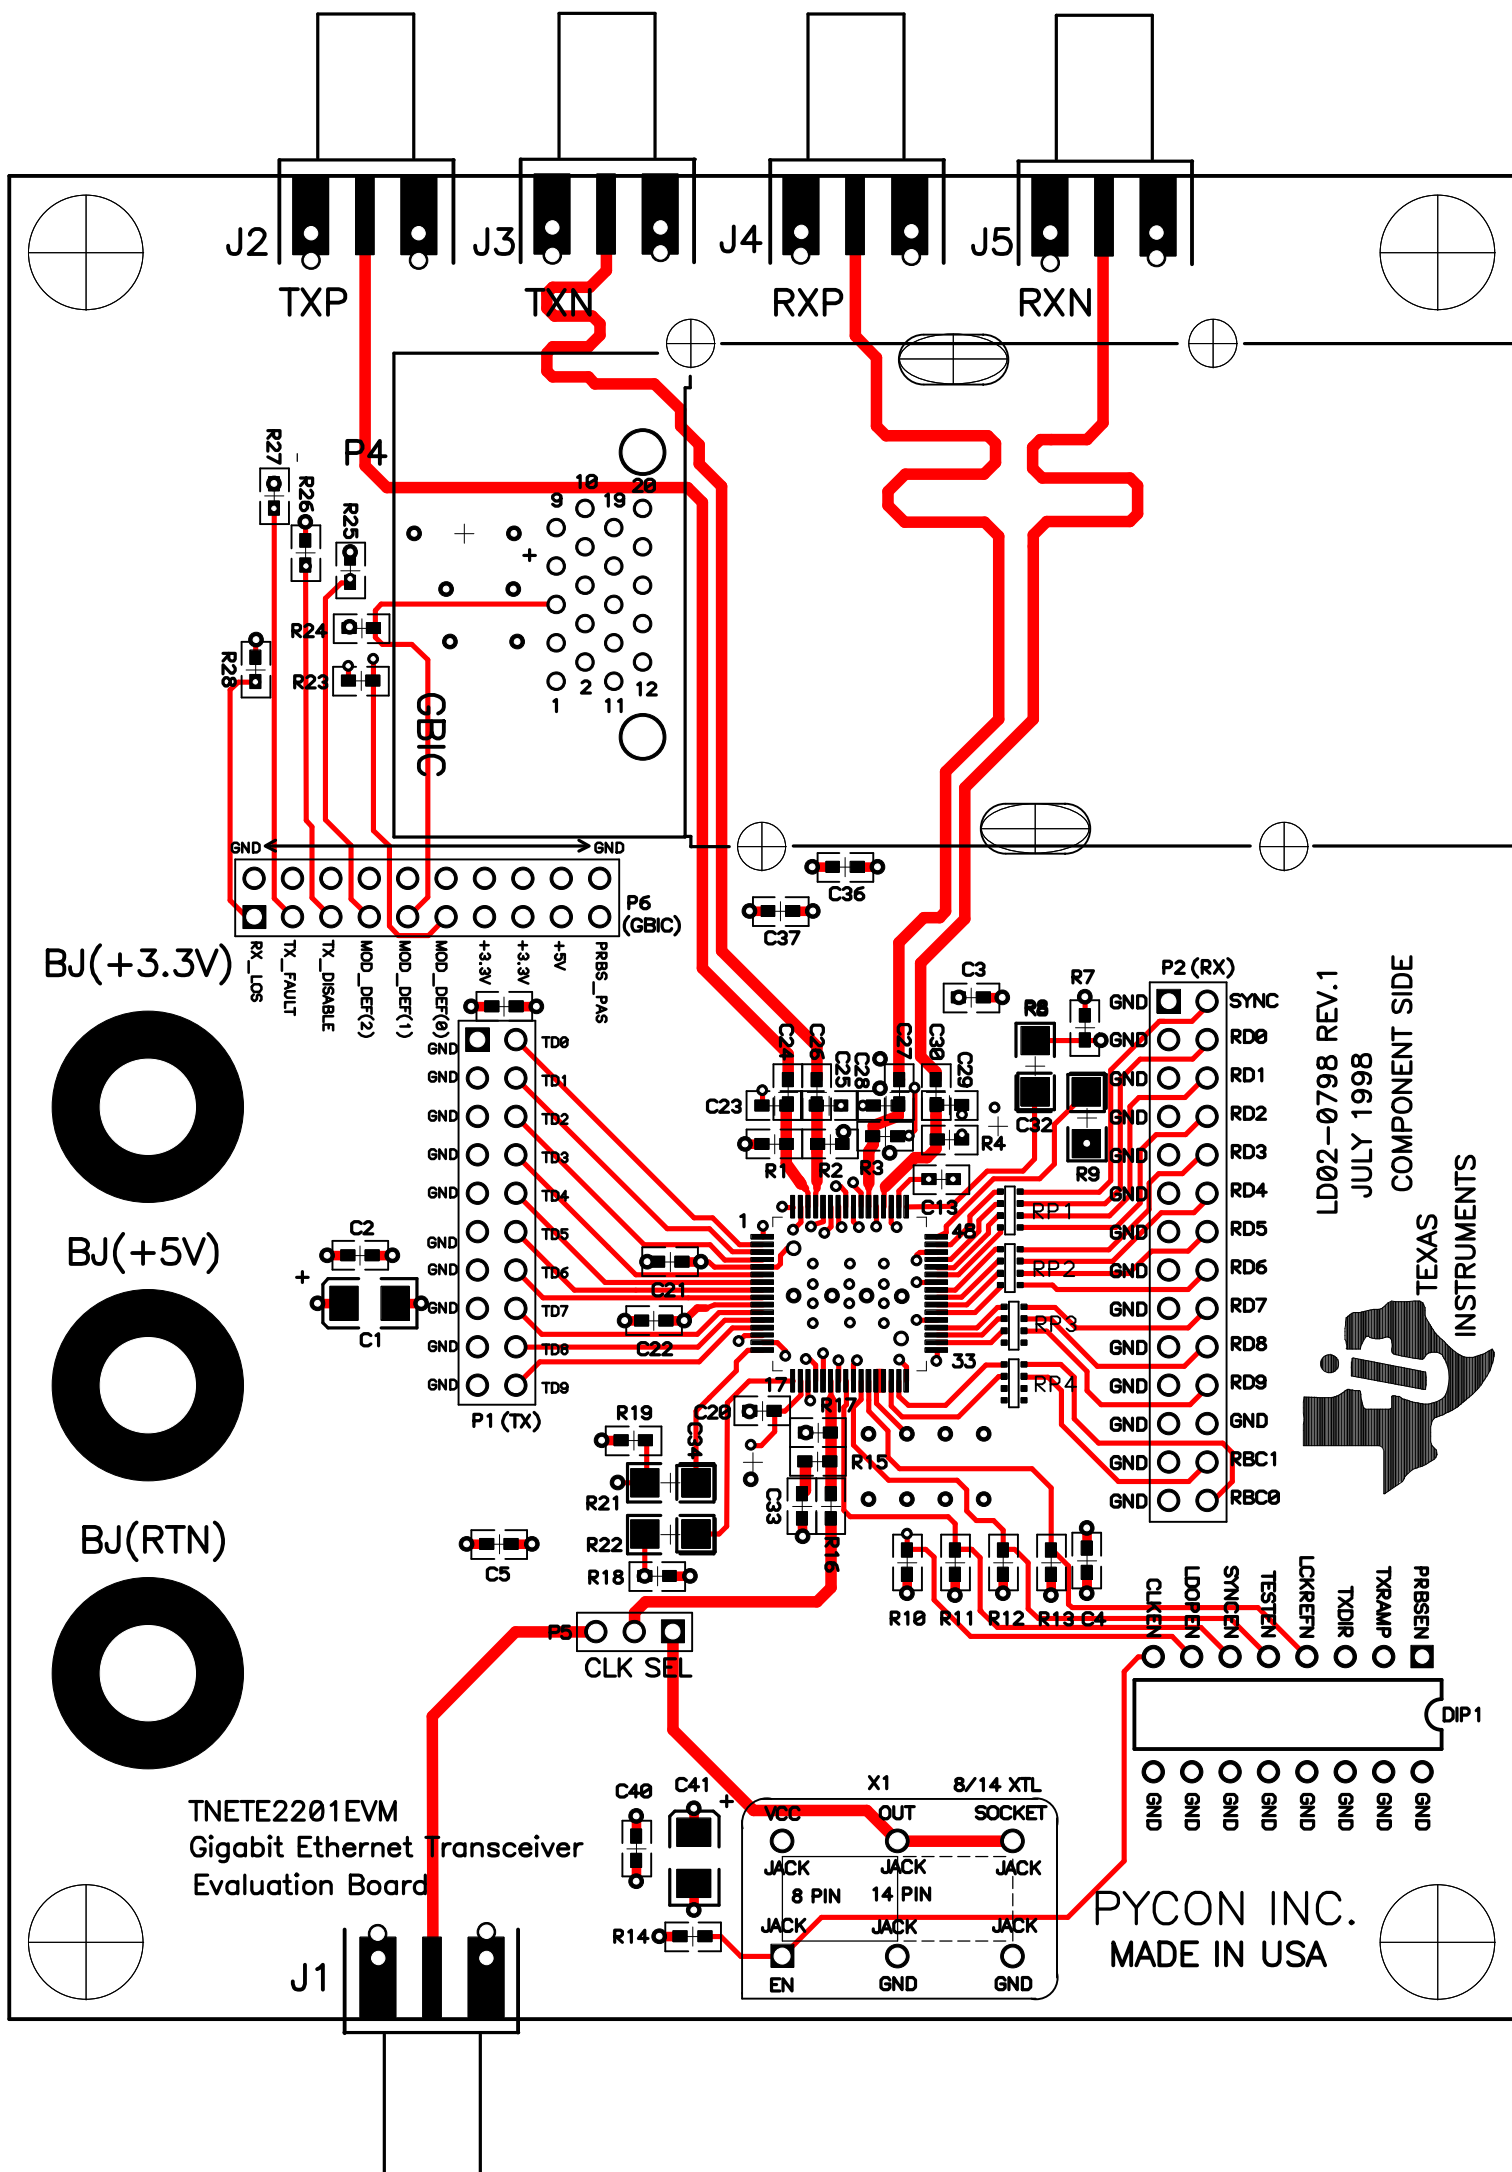 J2
J3
J4
J5
TXP
TXN
RXP
RXN
R27
P4
R26
R25
10
20
9
19
R24
R28
R23
2
12
1
11
GBIC
GND
GND
P6
(GBIC)
C36
C37
RX_LOS
TX_FAULT
TX_DISABLE
MOD_DEF(2)
MOD_DEF(1)
MOD_DEF(0)
+3.3V
+3.3V
+5V
PRBS_PAS
BJ(+3.3V)
BJ(+5V)
BJ(RTN)
C3
R7
P2 (RX)
GND SYNC
GND RD0
GND RD1
GND RD2
GND RD3
GND RD4
GND RD5
GND RD6
GND RD7
GND RD8
GND RD9
GND GND
GND RBC1
GND RBC0
LD02-0798 REV.1
JULY 1998
COMPONENT SIDE
TEXAS
INSTRUMENTS
GND TD0
GND TD1
GND TD2
GND TD3
GND TD4
GND TD5
GND TD6
GND TD7
GND TD8
GND TD9
P1 (TX)
C24
C26
C25
C28
C27
C30
C29
C23
C32
R1
R2
R3
R4
R9
C13
RP1
RP2
RP3
RP4
1
48
33
17
C2
+
C1
C21
C22
C20
R17
R19
C34
R15
R21
C33
R22
R16
C5
R18
R10
R11
R12
R13
C4
P5
CLK SEL
CLKEN
LOOPEN
SYNCEN
TESTEN
LCKREFN
TXDIR
TXRAMP
PRBSEN
DIP1
GND
GND
GND
GND
GND
GND
GND
GND
TNETE2201EVM
Gigabit Ethernet Transceiver
Evaluation Board
C40
C41
+
X1
8/14 XTL
VCC
OUT
SOCKET
JACK
JACK
JACK
8 PIN
14 PIN
JACK
JACK
JACK
R14
EN
GND
GND
PYCON INC.
MADE IN USA
J1